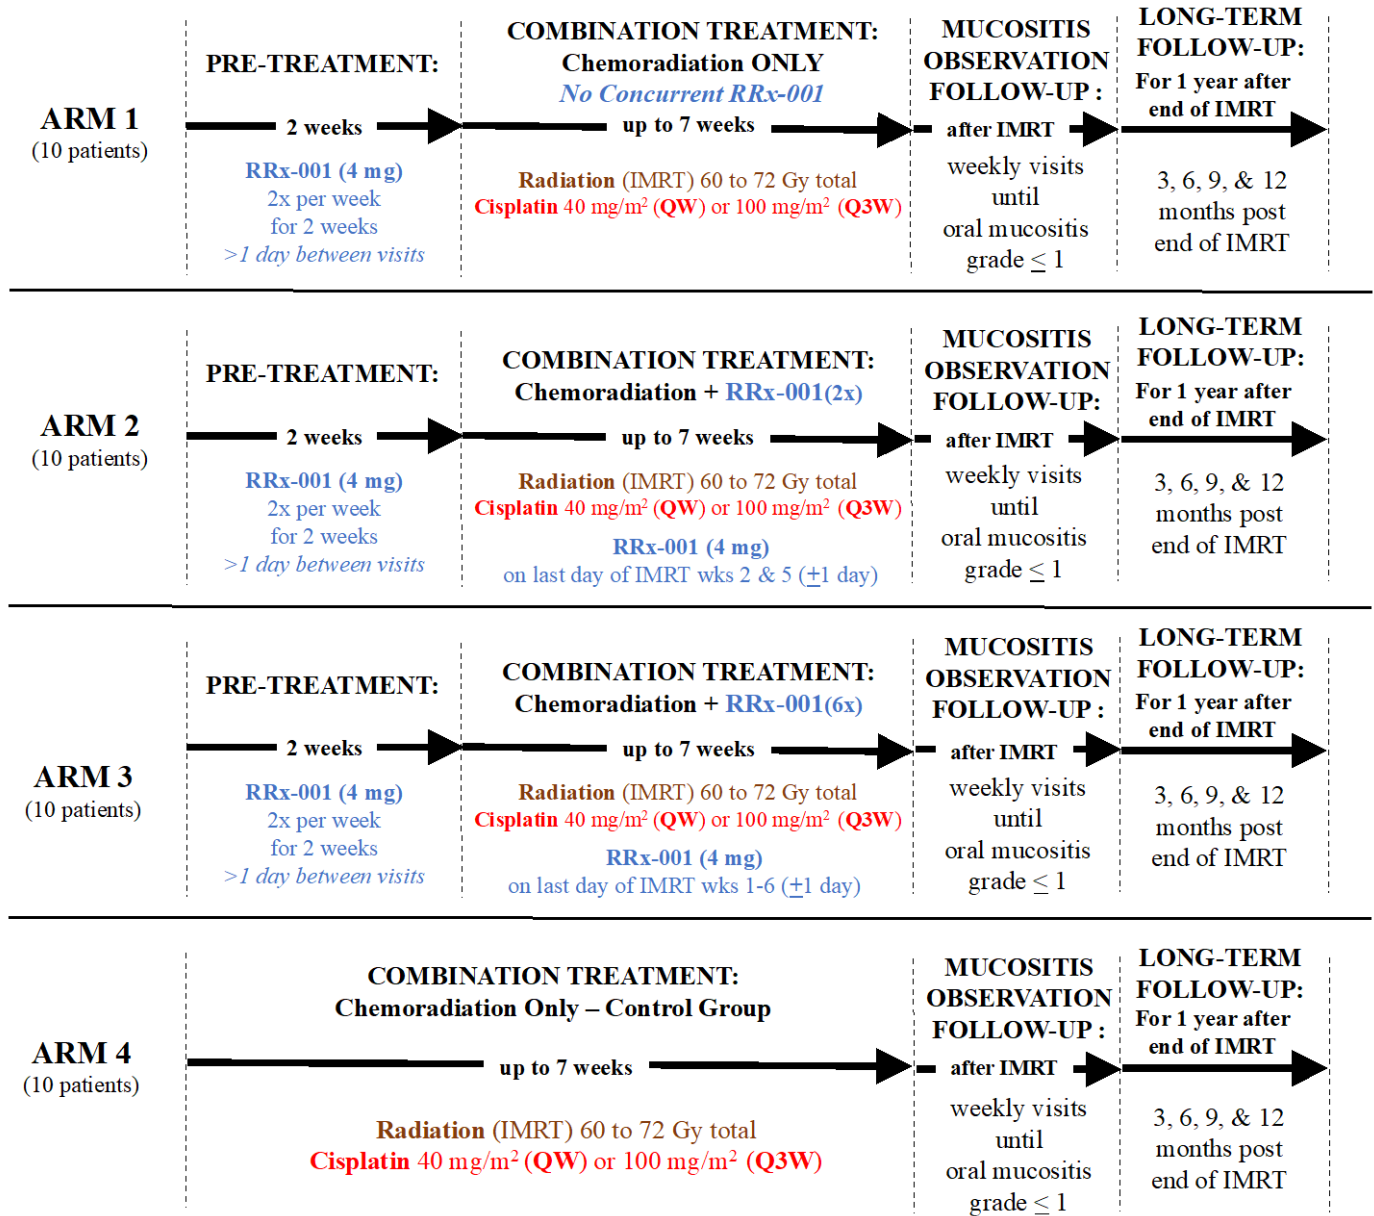 ARM 1
(10 patients)
PRE-TREATMENT:
2 weeks
RRx-001 (4 mg)
2x per week
for 2 weeks
>1 day between visits
COMBINATION TREATMENT:
Chemoradiation ONLY
No Concurrent RRx-001
up to 7 weeks
Radiation (IMRT) 60 to 72 Gy total
Cisplatin 40 mg/m² (QW) or 100 mg/m² (Q3W)
MUCOSITIS
OBSERVATION
FOLLOW-UP :
after IMRT
weekly visits
until
oral mucositis
grade ≤ 1
LONG-TERM
FOLLOW-UP:
For 1 year after
end of IMRT
3, 6, 9, & 12
months post
end of IMRT
ARM 2
(10 patients)
PRE-TREATMENT:
2 weeks
RRx-001 (4 mg)
2x per week
for 2 weeks
>1 day between visits
COMBINATION TREATMENT:
Chemoradiation + RRx-001(2x)
up to 7 weeks
Radiation (IMRT) 60 to 72 Gy total
Cisplatin 40 mg/m² (QW) or 100 mg/m² (Q3W)
RRx-001 (4 mg)
on last day of IMRT wks 2 & 5 (±1 day)
MUCOSITIS
OBSERVATION
FOLLOW-UP:
after IMRT
weekly visits
until
oral mucositis
grade ≤ 1
LONG-TERM
FOLLOW-UP:
For 1 year after
end of IMRT
3, 6, 9, & 12
months post
end of IMRT
ARM 3
(10 patients)
PRE-TREATMENT:
2 weeks
RRx-001 (4 mg)
2x per week
for 2 weeks
>1 day between visits
COMBINATION TREATMENT:
Chemoradiation + RRx-001(6x)
up to 7 weeks
Radiation (IMRT) 60 to 72 Gy total
Cisplatin 40 mg/m² (QW) or 100 mg/m² (Q3W)
RRx-001 (4 mg)
on last day of IMRT wks 1-6 (±1 day)
MUCOSITIS
OBSERVATION
FOLLOW-UP :
after IMRT
weekly visits
until
oral mucositis
grade ≤ 1
LONG-TERM
FOLLOW-UP:
For 1 year after
end of IMRT
3, 6, 9, & 12
months post
end of IMRT
ARM 4
(10 patients)
COMBINATION TREATMENT:
Chemoradiation Only – Control Group
up to 7 weeks
Radiation (IMRT) 60 to 72 Gy total
Cisplatin 40 mg/m² (QW) or 100 mg/m² (Q3W)
MUCOSITIS
OBSERVATION
FOLLOW-UP :
after IMRT
weekly visits
until
oral mucositis
grade ≤ 1
LONG-TERM
FOLLOW-UP:
For 1 year after
end of IMRT
3, 6, 9, & 12
months post
end of IMRT